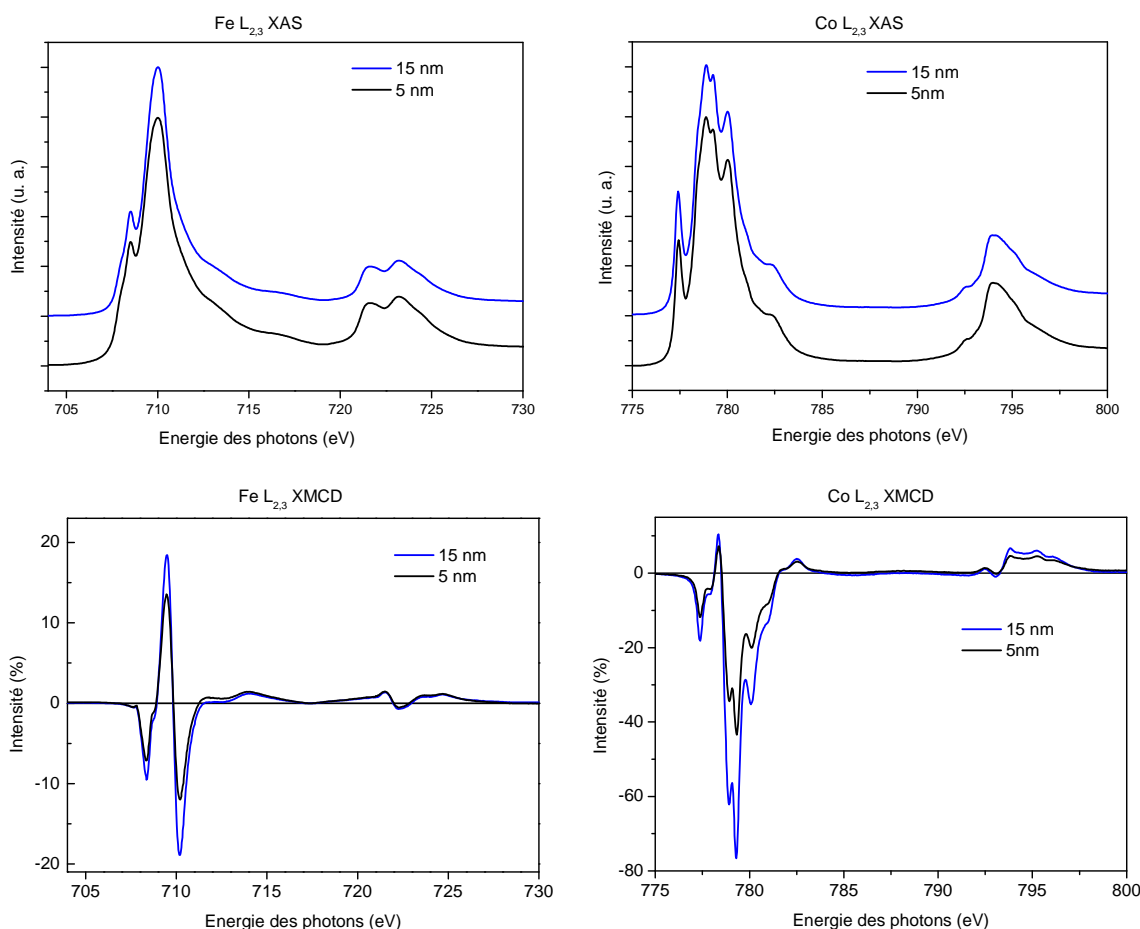 Fe L2,3 XAS
15 nm
5 nm
Intensité (u. a.)
705 710 715 720 725 730
Energie des photons (eV)
Co L2,3 XAS
15 nm
5nm
Intensité (u. a.)
775 780 785 790 795 800
Energie des photons (eV)
Fe L2,3 XMCD
20
10
0
-10
-20
15 nm
5 nm
Intensité (%)
705 710 715 720 725 730
Energie des photons (eV)
Co L2,3 XMCD
0
-20
-40
-60
-80
15 nm
5nm
Intensité (%)
775 780 785 790 795 800
Energie des photons (eV)